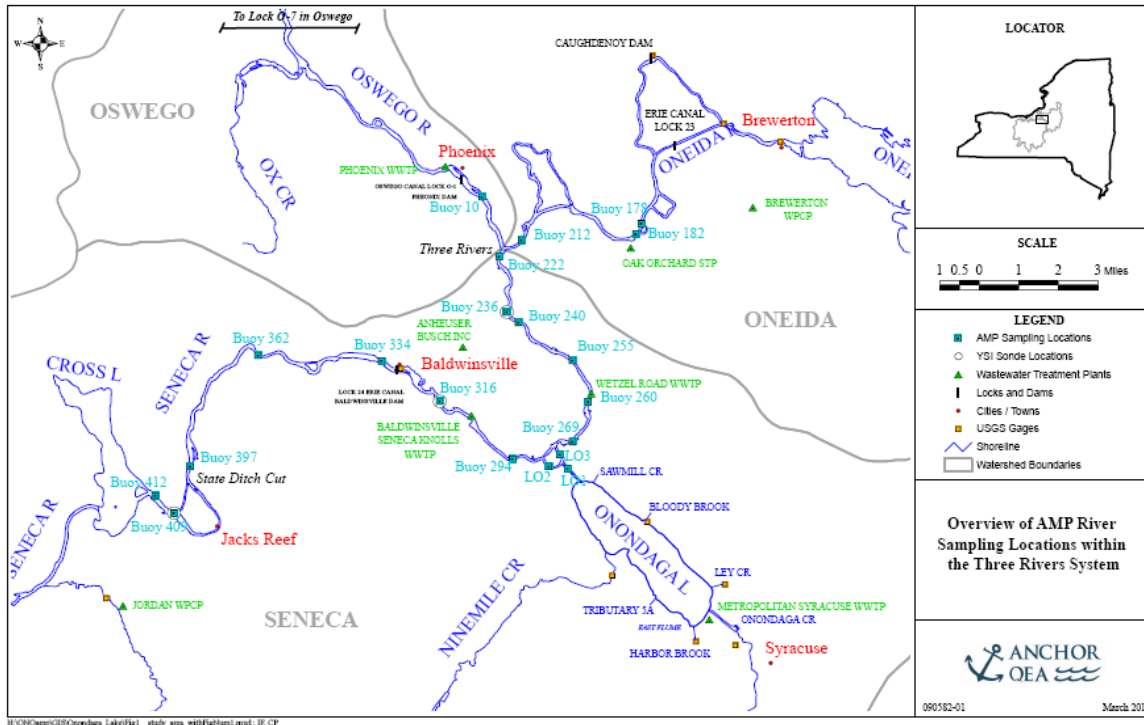 To Lock O-7 in Oswego
N
W
E
S
OSWEGO
OSWEGO R
OX CR
CAUGHDENOY DAM
ERIE CANAL
LOCK 23
Brewerton
ONEIDA
Phoenix
PHOENIX WWTP
OSWEGO CANAL LOCK O-1
PHEONIX DAM
Buoy 10
BREWERTON
WPCP
Buoy 178
Buoy 182
Buoy 212
OAK ORCHARD STP
Three Rivers
Buoy 222
Buoy 236
Buoy 240
ONEIDA
ANHEUSER
BUSCH INC
Buoy 255
Buoy 362
Buoy 334
Baldwinsville
CROSS L
SENECA R
LOCK 24 ERIE CANAL
BALDWINSVILLE DAM
Buoy 316
WETZEL ROAD WWTP
Buoy 260
BALDWINSVILLE
SENECA KNOLLS
WWTP
Buoy 269
Buoy 294
LO3
LO2
LO1
SAWMILL CR
Buoy 397
State Ditch Cut
Buoy 412
Buoy 409
Jacks Reef
SENECA R
BLOODY BROOK
ONONDAGA L
JORDAN WPCP
SENECA
NINEMILE CR
LEY CR
TRIBUTARY 5A
METROPOLITAN SYRACUSE WWTP
EAST FLUME
ONONDAGA CR
HARBOR BROOK
Syracuse
LOCATOR
SCALE
1 0.5 0 1 2 3 Miles
LEGEND
AMP Sampling Locations
YSI Sonde Locations
Wastewater Treatment Plants
Locks and Dams
Cities / Towns
USGS Gages
Shoreline
Watershed Boundaries
Overview of AMP River
Sampling Locations within
the Three Rivers System
ANCHOR
QEA
090582-01
March 201